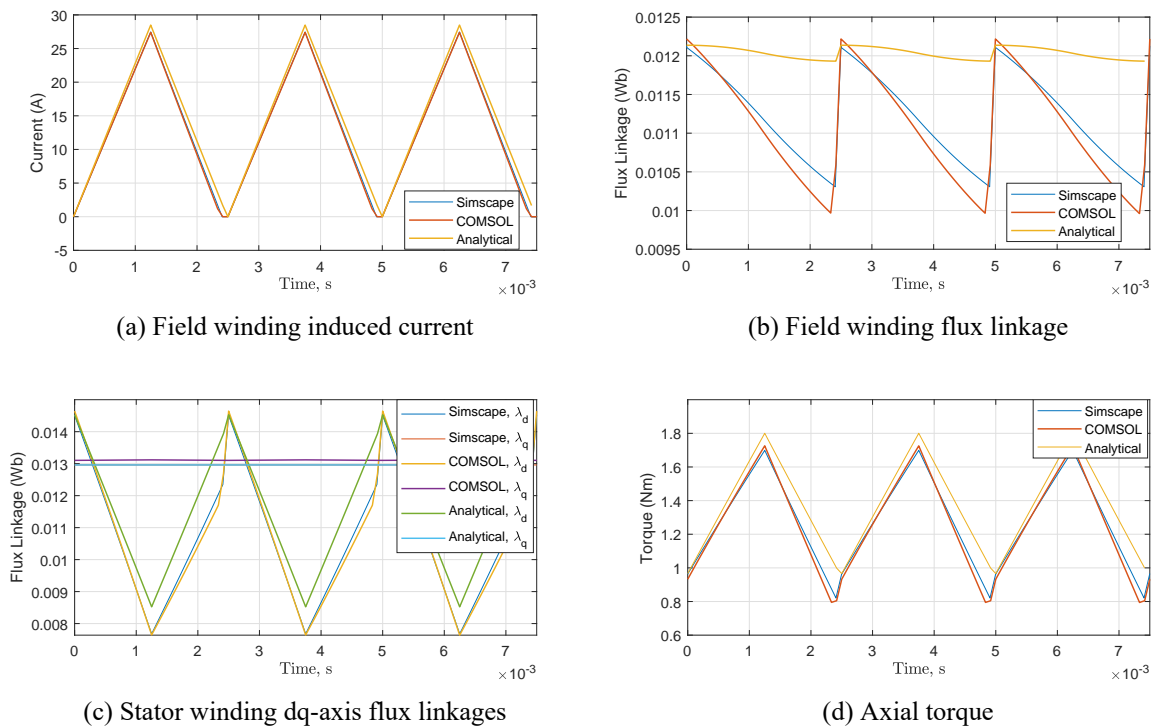 30
25
20
15
10
5
0
-5
Current (A)
Simscape
COMSOL
Analytical
0 1 2 3 4 5 6 7
Time, s
×10⁻³
(a) Field winding induced current
0.0125
0.012
0.0115
0.011
0.0105
0.01
0.0095
Flux Linkage (Wb)
Simscape
COMSOL
Analytical
0 1 2 3 4 5 6 7
Time, s
×10⁻³
(b) Field winding flux linkage
0.014
0.013
0.012
0.011
0.01
0.009
0.008
Flux Linkage (Wb)
Simscape, λd
Simscape, λq
COMSOL, λd
COMSOL, λq
Analytical, λd
Analytical, λq
0 1 2 3 4 5 6 7
Time, s
×10⁻³
(c) Stator winding dq-axis flux linkages
1.8
1.6
1.4
1.2
1
0.8
0.6
Torque (Nm)
Simscape
COMSOL
Analytical
0 1 2 3 4 5 6 7
Time, s
×10⁻³
(d) Axial torque